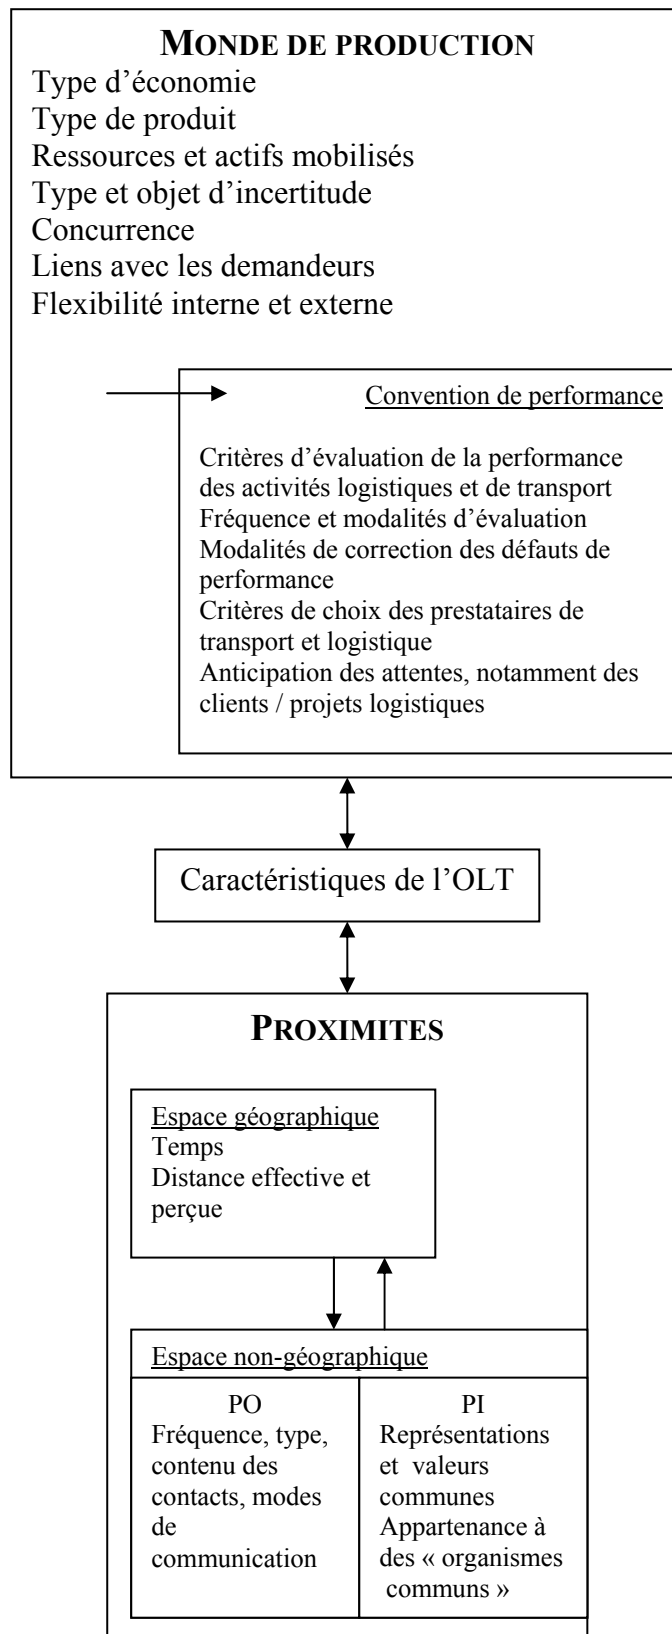 MONDE DE PRODUCTION
Type d’économie
Type de produit
Ressources et actifs mobilisés
Type et objet d’incertitude
Concurrence
Liens avec les demandeurs
Flexibilité interne et externe
Convention de performance
Critères d’évaluation de la performance
des activités logistiques et de transport
Fréquence et modalités d’évaluation
Modalités de correction des défauts de
performance
Critères de choix des prestataires de
transport et logistique
Anticipation des attentes, notamment des
clients / projets logistiques
Caractéristiques de l’OLT
PROXIMITES
Espace géographique
Temps
Distance effective et
perçue
Espace non-géographique
PO
Fréquence, type,
contenu des
contacts, modes
de
communication
PI
Représentations
et valeurs
communes
Appartenance à
des « organismes
communs »